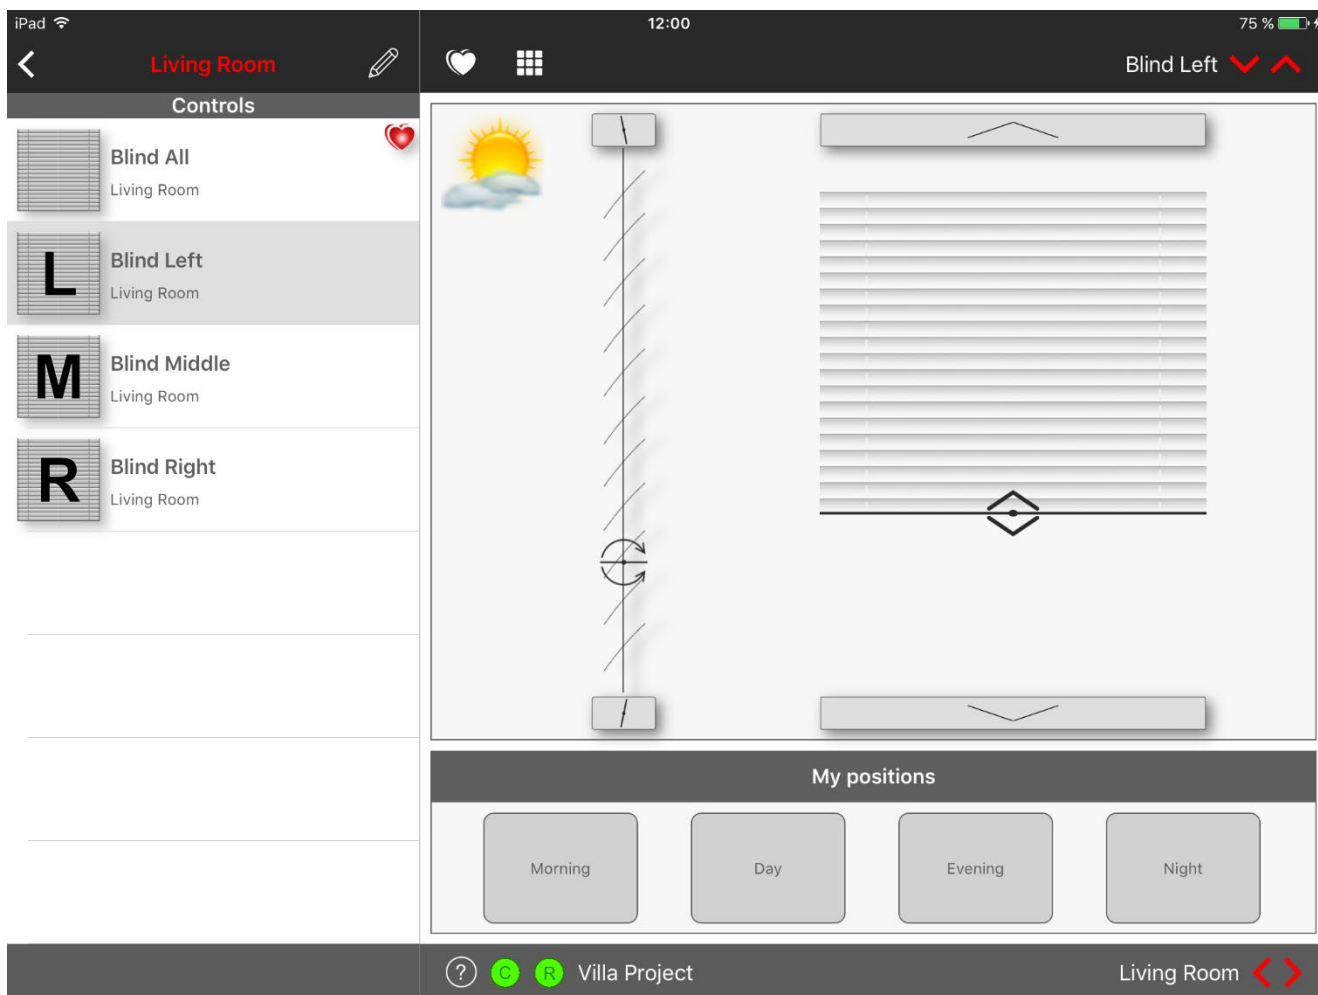 iPad 12:00 75 %
Living Room
Blind Left
Controls
Blind All
Living Room
L
Blind Left
Living Room
M
Blind Middle
Living Room
R
Blind Right
Living Room
My positions
Morning Day Evening Night
? C R Villa Project
Living Room